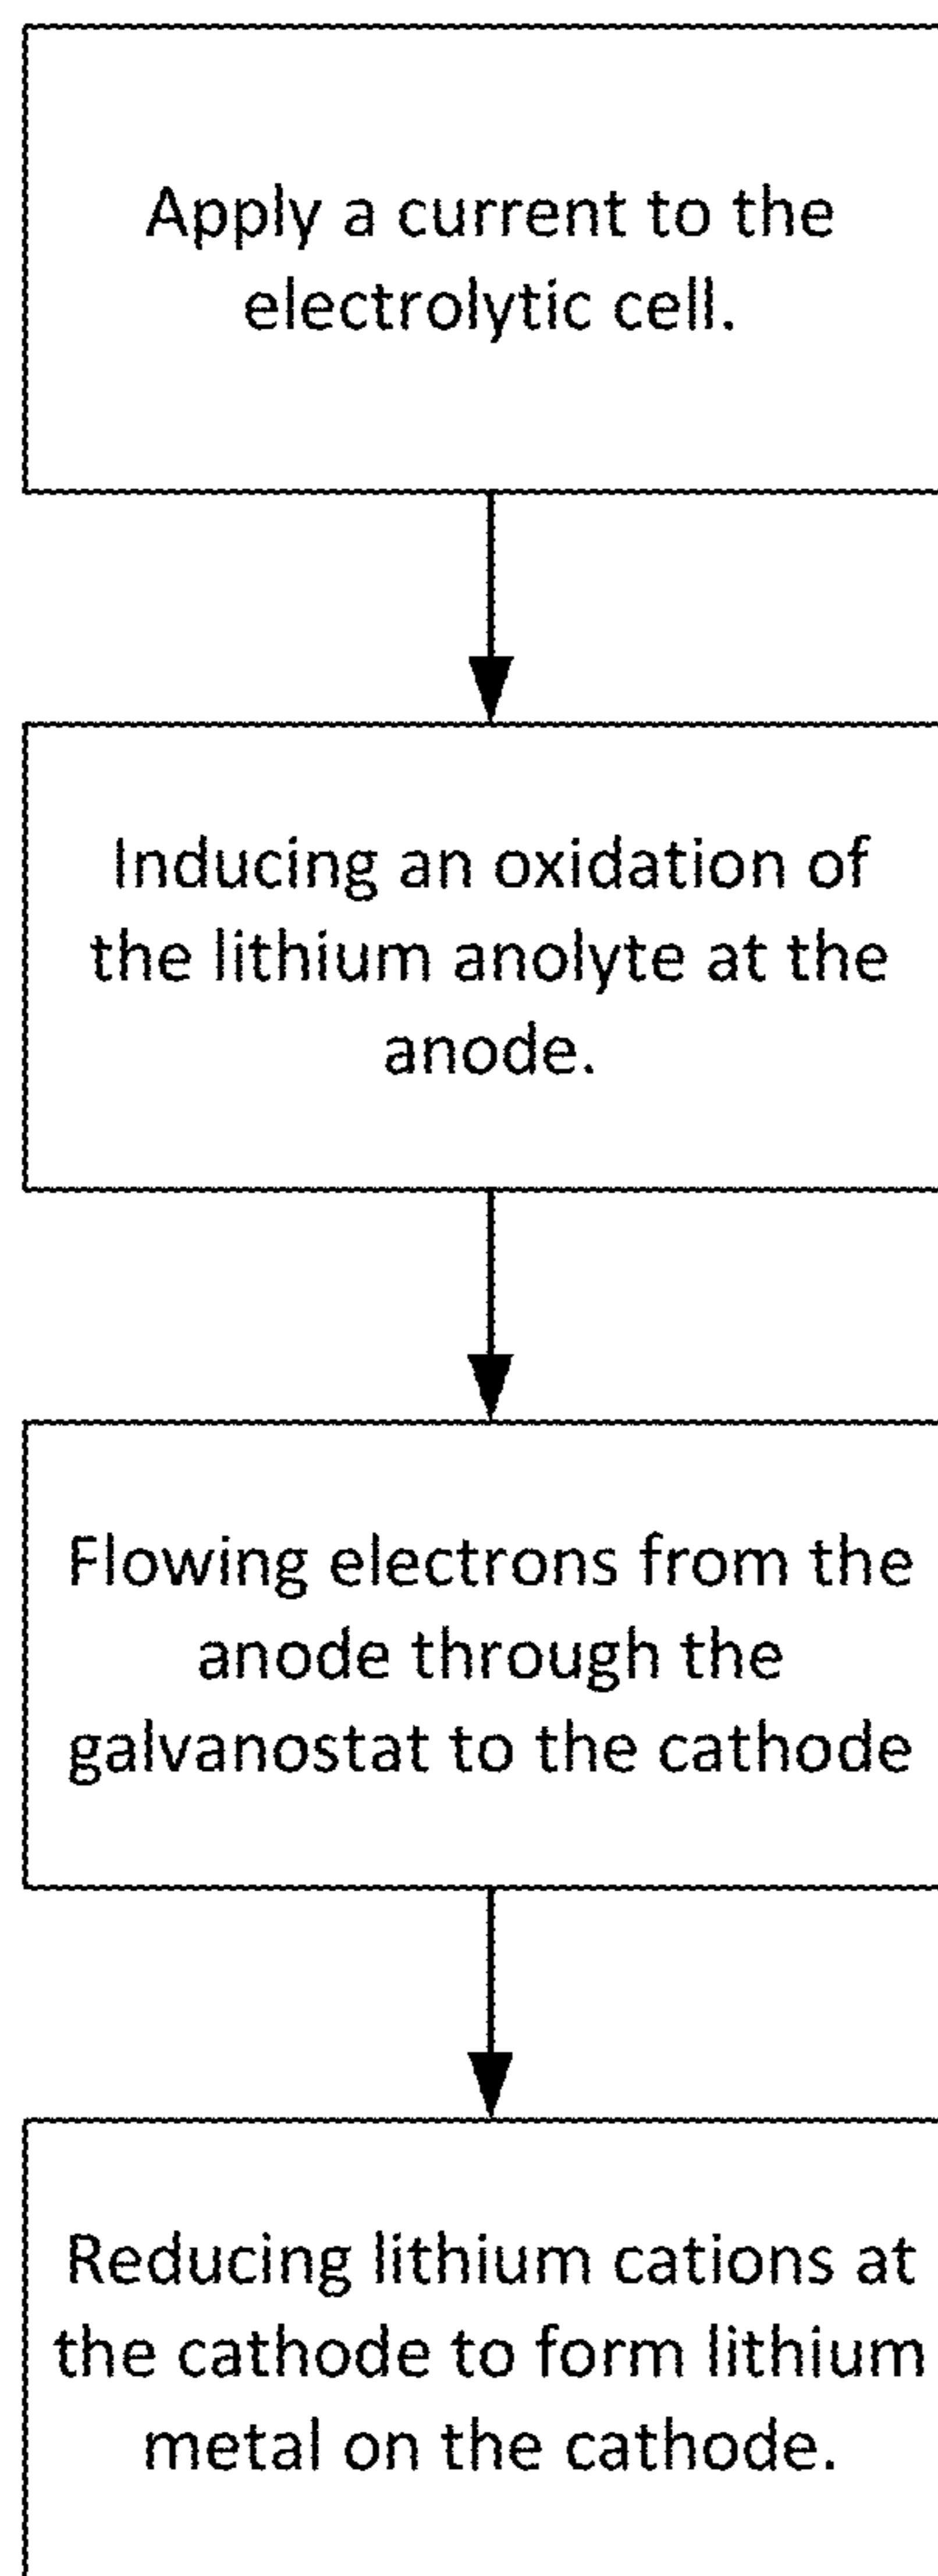 Apply a current to the
electrolytic cell.
Inducing an oxidation of
the lithium anolyte at the
anode.
Flowing electrons from the
anode through the
galvanostat to the cathode
Reducing lithium cations at
the cathode to form lithium
metal on the cathode.